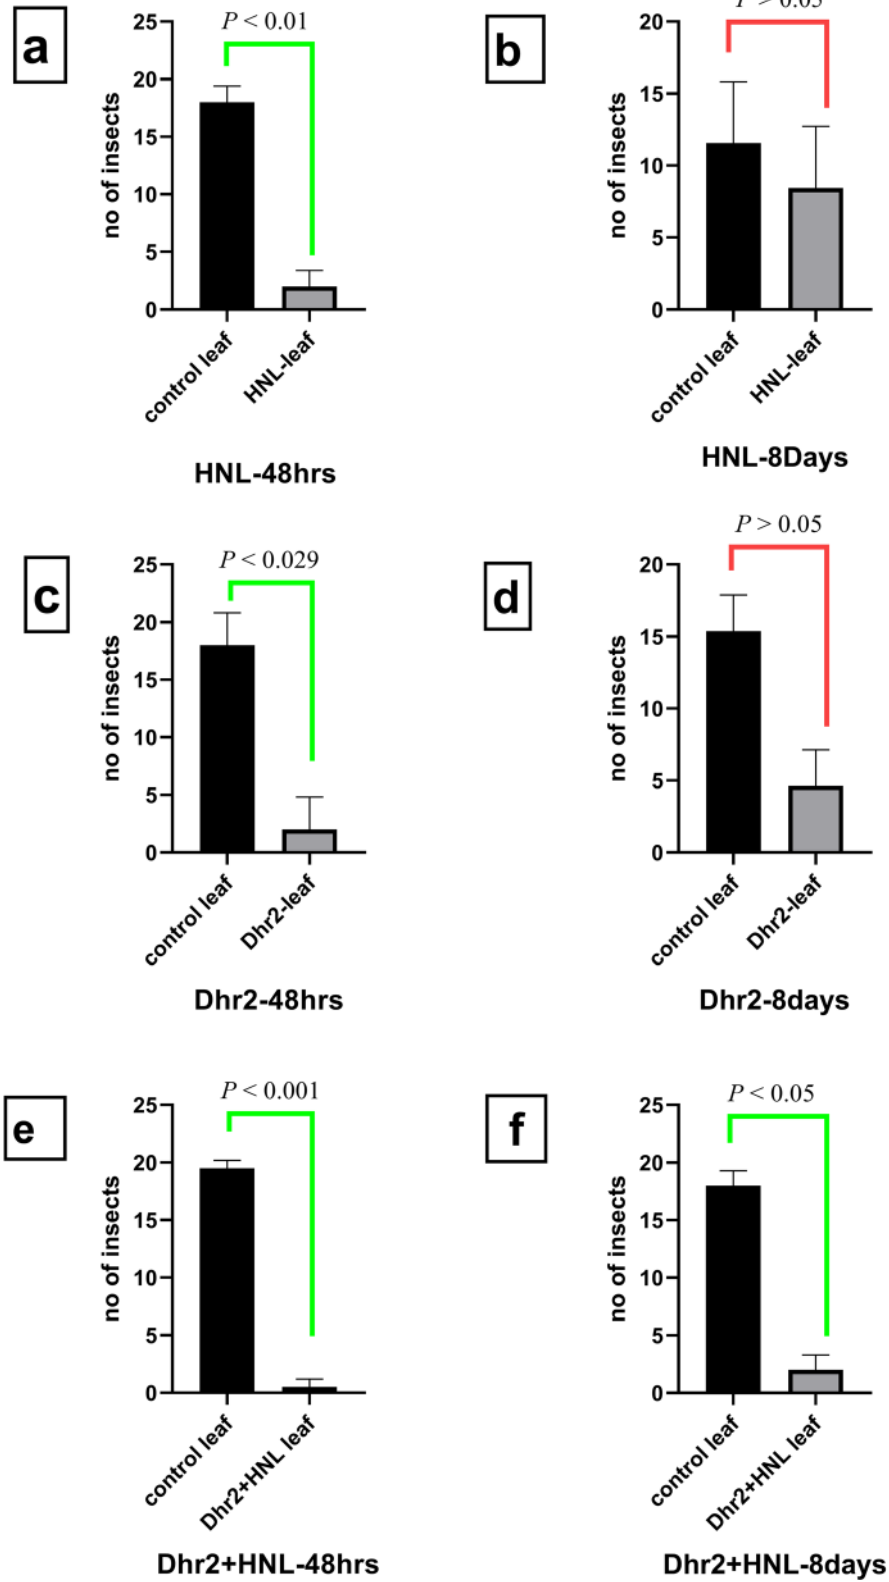 a
P < 0.01
25
20
15
10
5
0
no of insects
control leaf
HNL-leaf
HNL-48hrs
b
P > 0.05
20
15
10
5
0
no of insects
control leaf
HNL-leaf
HNL-8Days
c
P < 0.029
25
20
15
10
5
0
no of insects
control leaf
Dhr2-leaf
Dhr2-48hrs
d
P > 0.05
20
15
10
5
0
no of insects
control leaf
Dhr2-leaf
Dhr2-8days
e
P < 0.001
25
20
15
10
5
0
no of insects
control leaf
Dhr2+HNL leaf
Dhr2+HNL-48hrs
f
P < 0.05
25
20
15
10
5
0
no of insects
control leaf
Dhr2+HNL leaf
Dhr2+HNL-8days